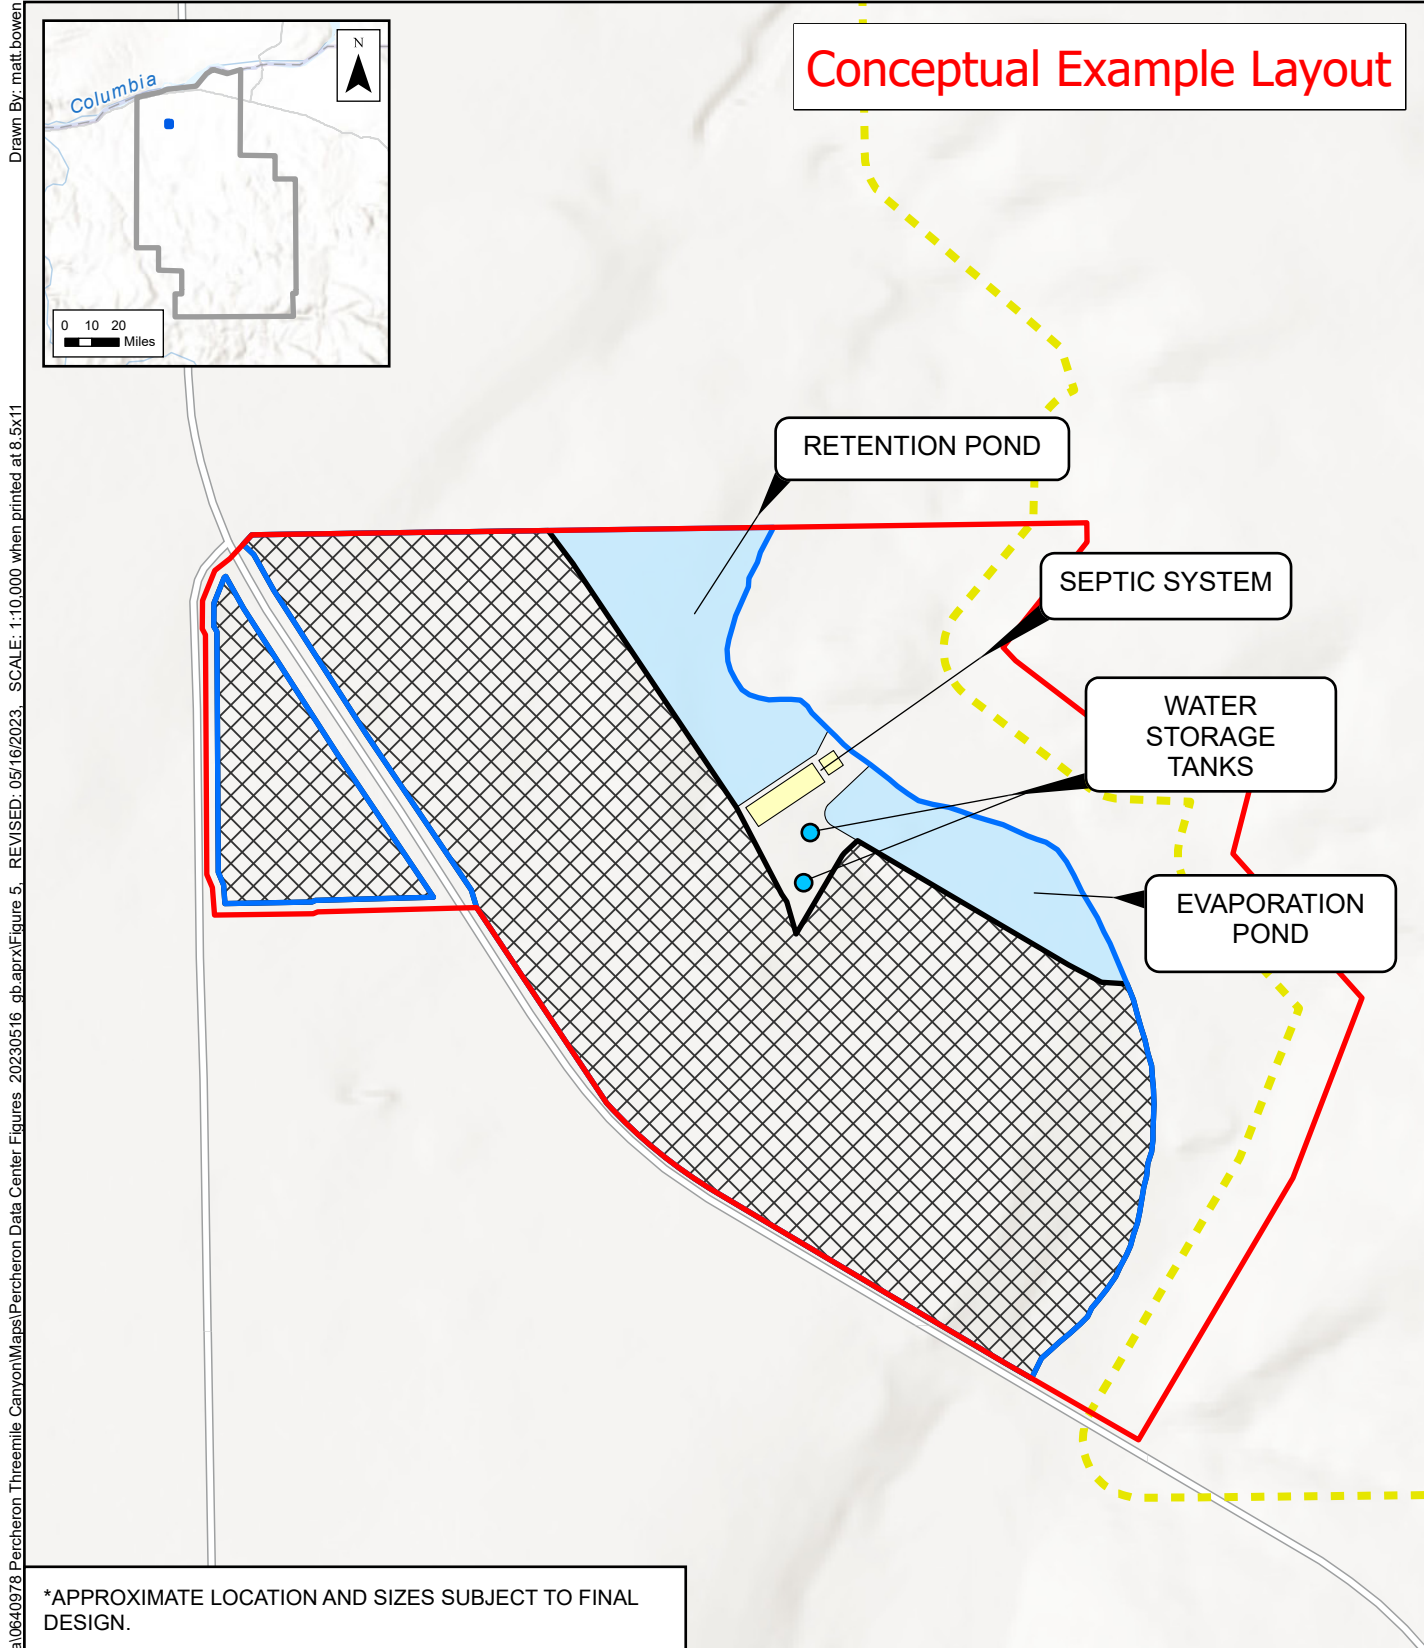 Conceptual Example Layout
N
Columbia
0 10 20
Miles
RETENTION POND
SEPTIC SYSTEM
WATER
STORAGE
TANKS
EVAPORATION
POND
*APPROXIMATE LOCATION AND SIZES SUBJECT TO FINAL
DESIGN.
0640978 Percheron Threemile Canyon\Maps\Percheron Data Center Figures_20230516_gb.aprx\Figure 5, REVISED: 05/16/2023, SCALE: 1:10,000 when printed at 8.5x11 Drawn By: matt.bowen